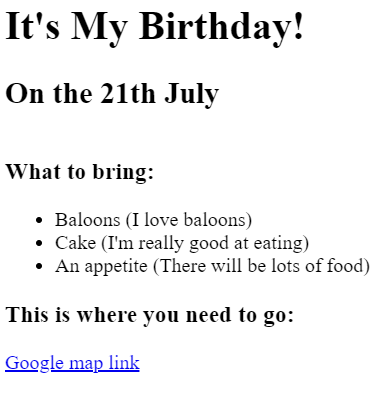 It's My Birthday!
On the 21th July
What to bring:
Baloons (I love baloons)
Cake (I'm really good at eating)
An appetite (There will be lots of food)
This is where you need to go:
Google map link